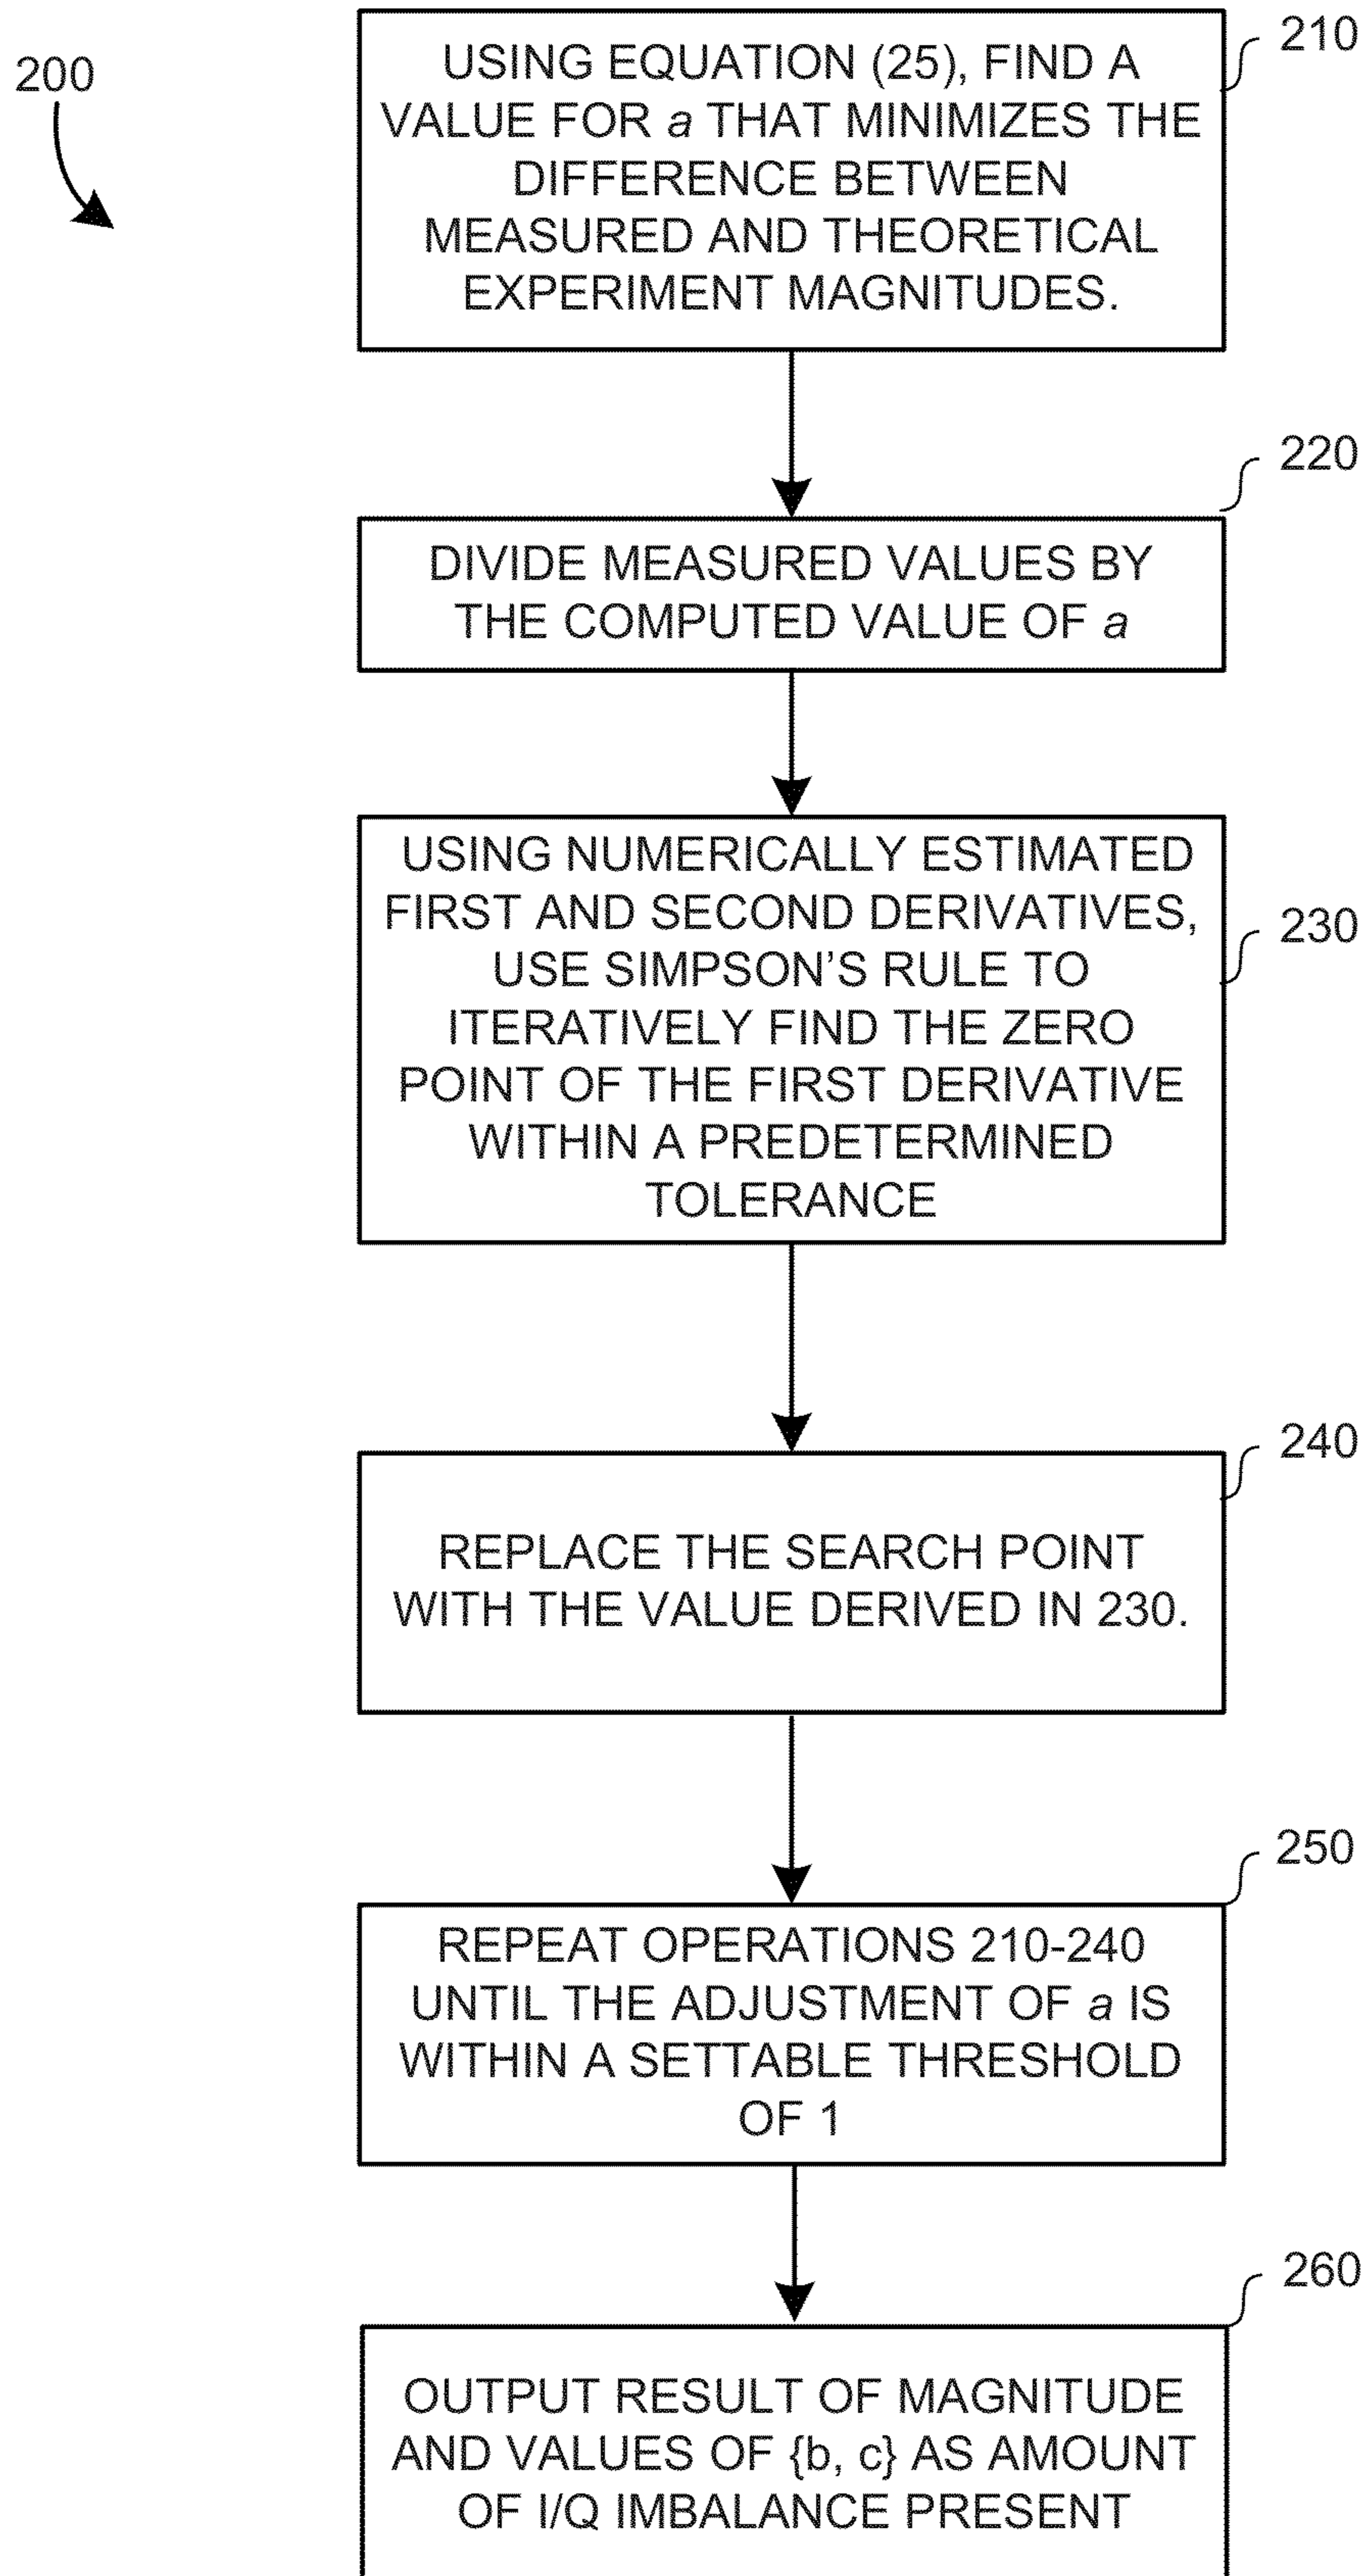 200
210
USING EQUATION (25), FIND A
VALUE FOR a THAT MINIMIZES THE
DIFFERENCE BETWEEN
MEASURED AND THEORETICAL
EXPERIMENT MAGNITUDES.
220
DIVIDE MEASURED VALUES BY
THE COMPUTED VALUE OF a
230
USING NUMERICALLY ESTIMATED
FIRST AND SECOND DERIVATIVES,
USE SIMPSON'S RULE TO
ITERATIVELY FIND THE ZERO
POINT OF THE FIRST DERIVATIVE
WITHIN A PREDETERMINED
TOLERANCE
240
REPLACE THE SEARCH POINT
WITH THE VALUE DERIVED IN 230.
250
REPEAT OPERATIONS 210-240
UNTIL THE ADJUSTMENT OF a IS
WITHIN A SETTABLE THRESHOLD
OF 1
260
OUTPUT RESULT OF MAGNITUDE
AND VALUES OF {b, c} AS AMOUNT
OF I/Q IMBALANCE PRESENT